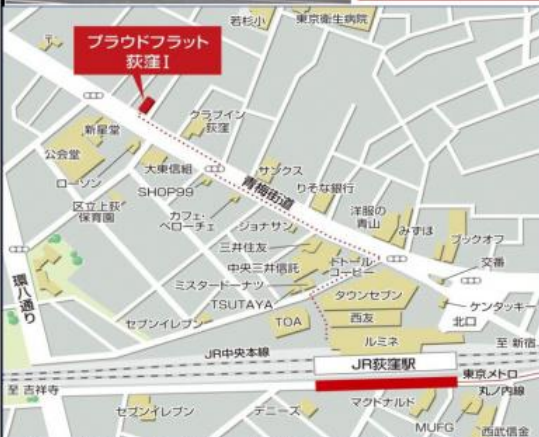 若杉小
東京衛生病院
〒
プラウドフラット
荻窪I
クラブイン
荻窪
新星堂
公会堂
大東信組
サンクス
ローソン
SHOP99
青梅街道
りそな銀行
区立上荻
保育園
カフェ・
ベローチェ
ジョナサン
洋服の
青山
みずほ
ブックオフ
三井住友
中央三井信託
ドトール
コーヒー
交番
環八通り
ミスタードーナツ
TSUTAYA
タウンセブン
ケンタッキー
セブンイレブン
TOA
西友
北口
ルミネ
至 新宿
JR中央本線
JR荻窪駅
東京メトロ
至 吉祥寺
丸ノ内線
セブンイレブン
デニーズ
マクドナルド
MUFG
西武信金